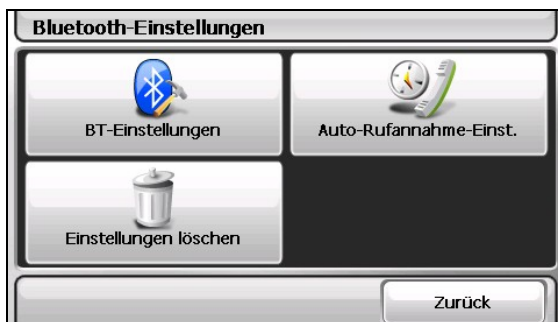 Bluetooth-Einstellungen
BT-Einstellungen
Auto-Rufannahme-Einst.
Einstellungen löschen
Zurück